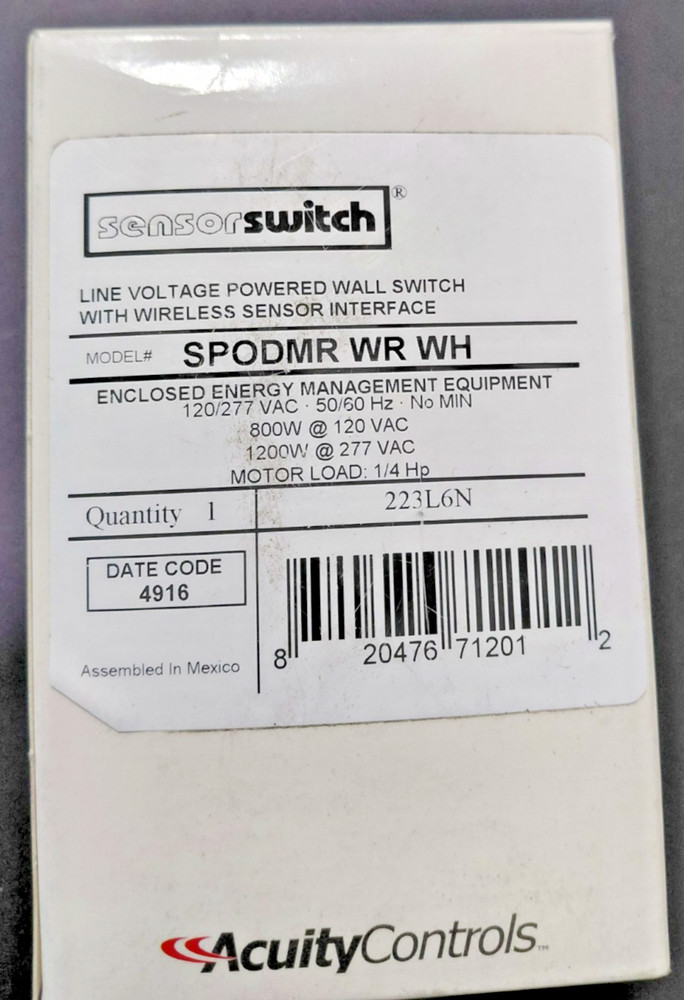 sensorswitch®
LINE VOLTAGE POWERED WALL SWITCH
WITH WIRELESS SENSOR INTERFACE
MODEL# SPODMR WR WH
ENCLOSED ENERGY MANAGEMENT EQUIPMENT
120/277 VAC · 50/60 Hz · No MIN
800W @ 120 VAC
1200W @ 277 VAC
MOTOR LOAD: 1/4 Hp
Quantity 1
223L6N
DATE CODE
4916
8 20476 71201 2
Assembled In Mexico
AcuityControls™